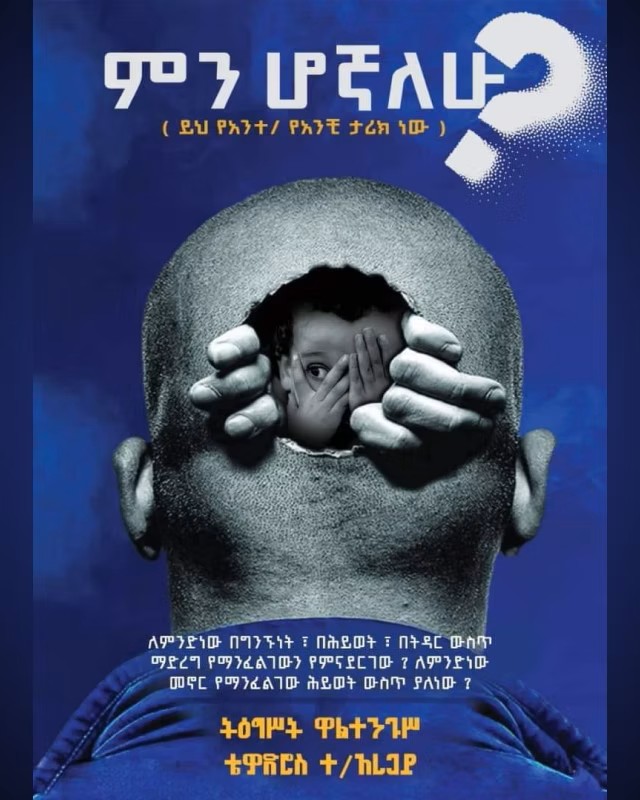 ምን ሆኛለሁ?
( ይህ የአንተ/ የአንቺ ታሪክ ነው )
ለምንድነው በግንኙነት ፣ በሕይወት ፣ በትዳር ውስጥ
ማድረግ የማንፈልገውን የምናደርገው ? ለምንድነው
መኖር የማንፈልገው ሕይወት ውስጥ ያለነው ?
ትዕግሥት ዋልተንጉሥ
ቴዎድሮስ ተ/አረጋይ